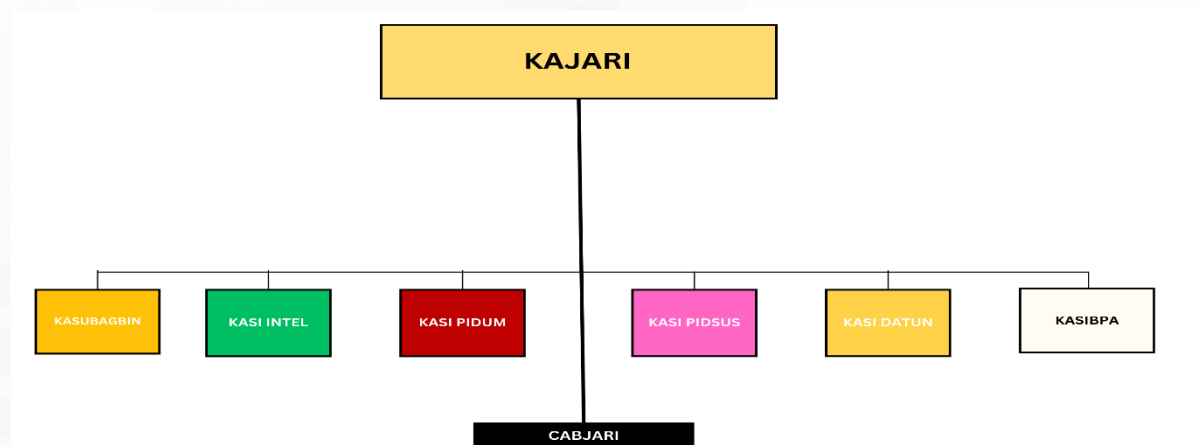 KAJARI
KASUBAGBIN
KASI INTEL
KASI PIDUM
KASI PIDSUS
KASI DATUN
KASIBPA
CABJARI